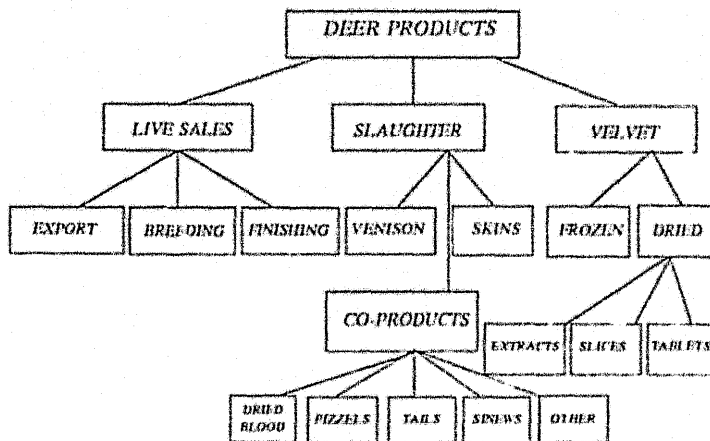 DEER PRODUCTS
LIVE SALES
SLAUGHTER
VELVET
EXPORT
BREEDING
FINISHING
VENISON
SKINS
FROZEN
DRIED
CO-PRODUCTS
EXTRACTS
SLICES
TABLETS
DRIED
BLOOD
PIZZELS
TAILS
SINEWS
OTHER